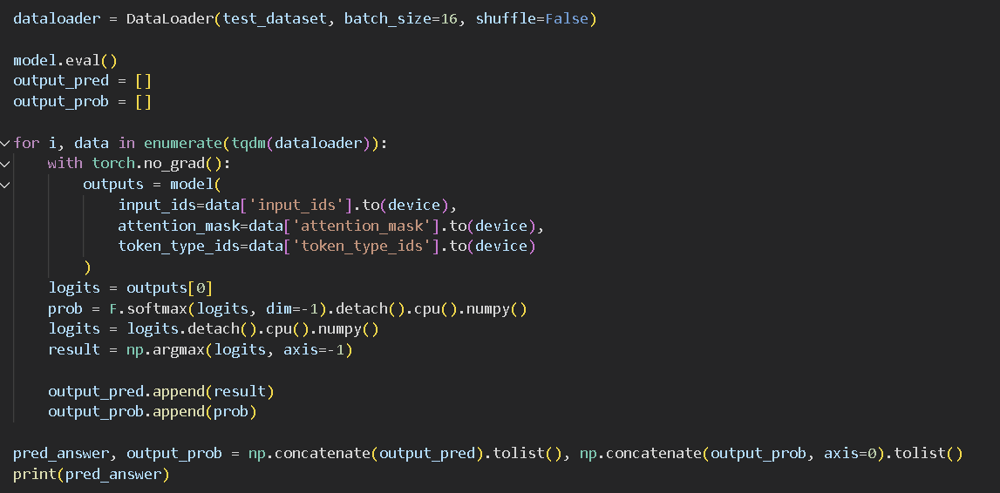 dataloader = DataLoader(test_dataset, batch_size=16, shuffle=False)

model.eval()
output_pred = []
output_prob = []

for i, data in enumerate(tqdm(dataloader)):
    with torch.no_grad():
        outputs = model(
            input_ids=data['input_ids'].to(device),
            attention_mask=data['attention_mask'].to(device),
            token_type_ids=data['token_type_ids'].to(device)
        )
    logits = outputs[0]
    prob = F.softmax(logits, dim=-1).detach().cpu().numpy()
    logits = logits.detach().cpu().numpy()
    result = np.argmax(logits, axis=-1)

    output_pred.append(result)
    output_prob.append(prob)

pred_answer, output_prob = np.concatenate(output_pred).tolist(), np.concatenate(output_prob, axis=0).tolist()
print(pred_answer)